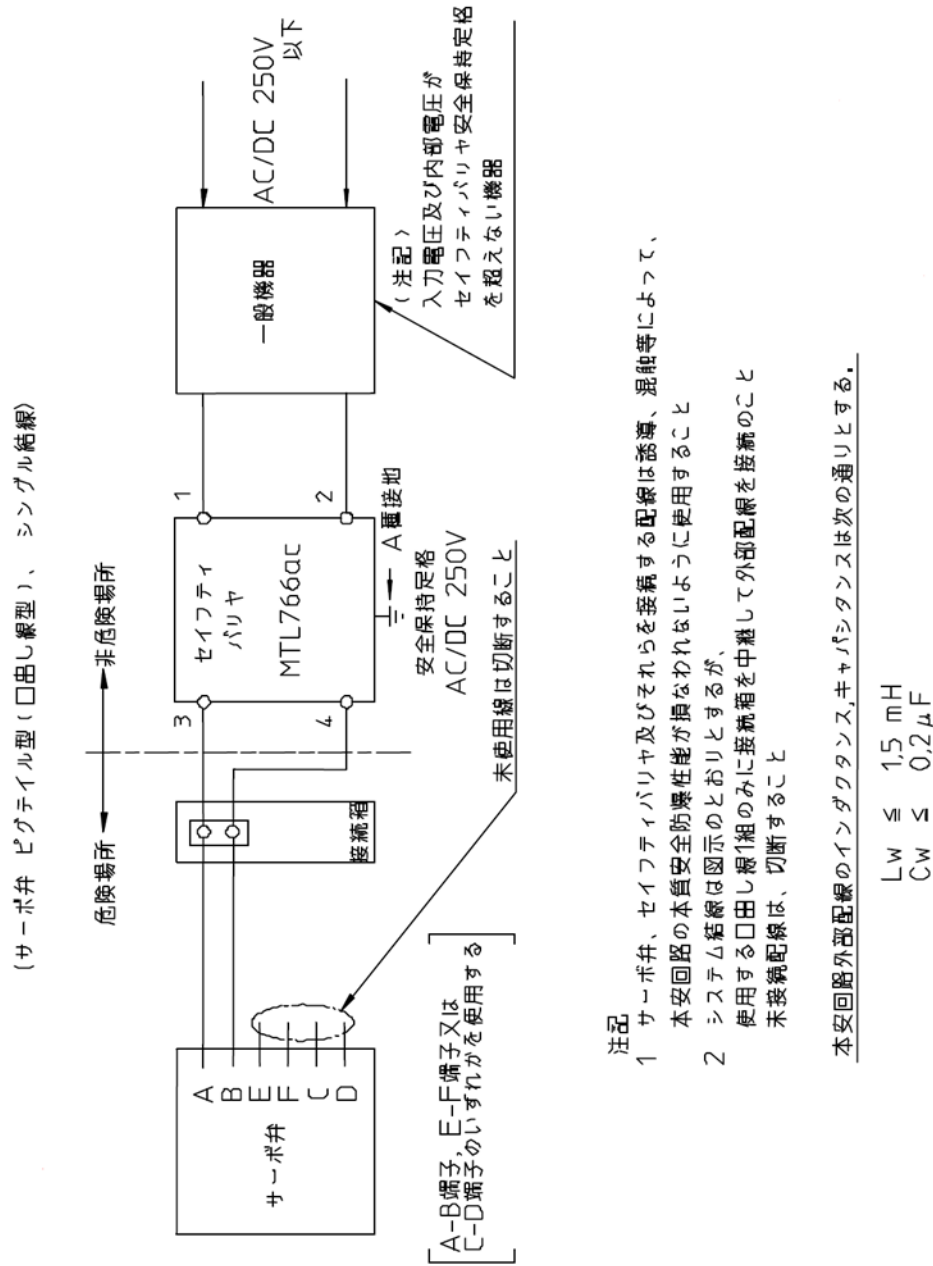 (サーボ弁 ピグテイル型(口出し線型)、シングル結線)
危険場所
非危険場所
サーボ弁
A
B
E
F
C
D
接続箱
3
4
セイフティ
バリヤ
MTL766ac
1
2
一般機器
AC/DC 250V
以下
A種接地
安全保持定格
AC/DC 250V
(注記)
入力電圧及び内部電圧が
セイフティバリヤ安全保持定格
を超えない機器
未使用線は切断すること
A-B端子, E-F端子又は
C-D端子のいずれかを使用する
注記
1 サーボ弁、セイフティバリヤ及びそれらを接続する配線は誘導、混触等によって、
本安回路の本質安全防爆性能が損なわれないように使用すること
2 システム結線は図示のとおりとするが、
使用する口出し線1組のみに接続箱を中継して外部配線を接続のこと
未接続配線は、切断すること
本安回路外部配線のインダクタンス,キャパシタンスは次の通りとする.
Lw ≦ 1,5 mH
Cw ≦ 0,2μF